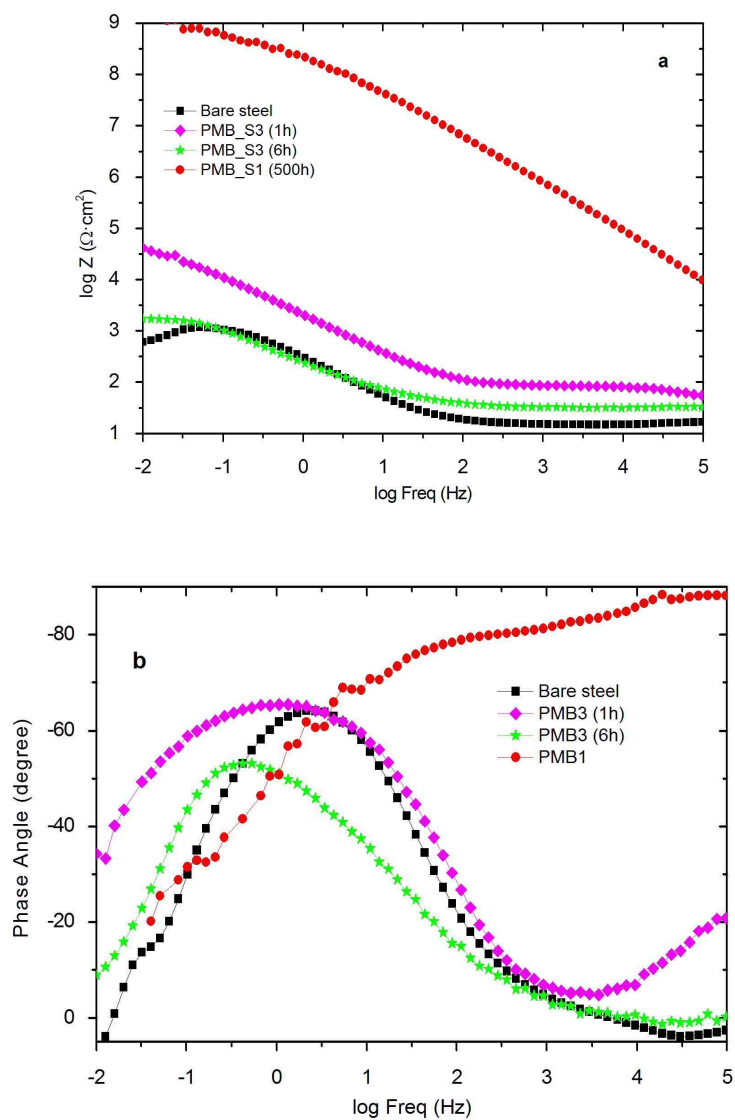 9
8
7
6
5
4
3
2
1
log Z (Ω·cm²)
a
Bare steel
PMB_S3 (1h)
PMB_S3 (6h)
PMB_S1 (500h)
-2 -1 0 1 2 3 4 5
log Freq (Hz)
-80
-60
-40
-20
0
Phase Angle (degree)
b
Bare steel
PMB3 (1h)
PMB3 (6h)
PMB1
-2 -1 0 1 2 3 4 5
log Freq (Hz)